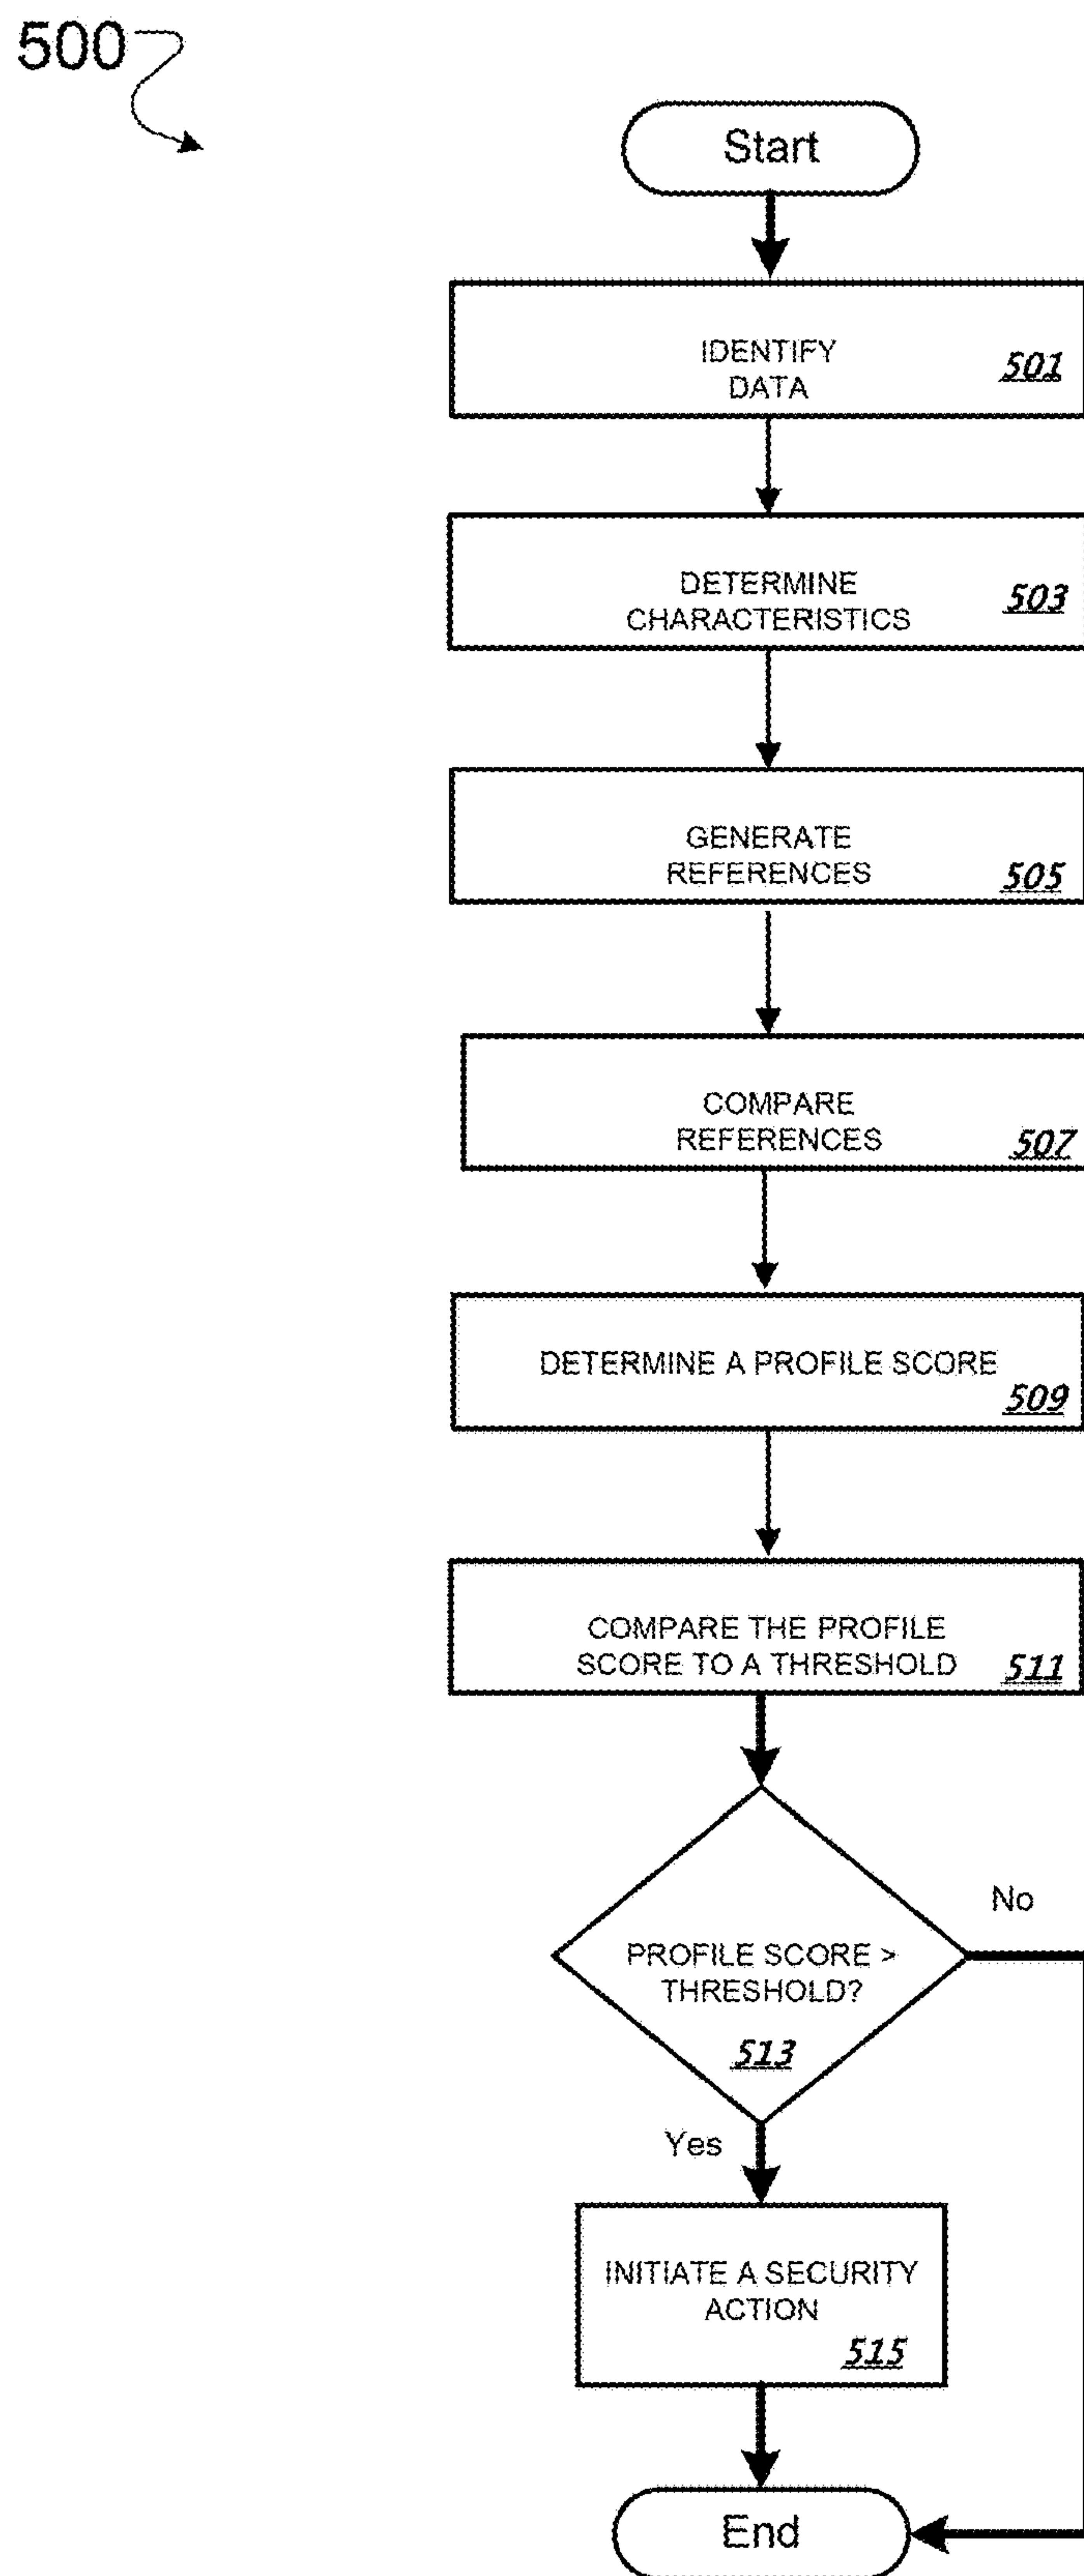 500
Start
IDENTIFY
DATA
501
DETERMINE
CHARACTERISTICS
503
GENERATE
REFERENCES
505
COMPARE
REFERENCES
507
DETERMINE A PROFILE SCORE
509
COMPARE THE PROFILE
SCORE TO A THRESHOLD
511
No
PROFILE SCORE >
THRESHOLD?
513
Yes
INITIATE A SECURITY
ACTION
515
End